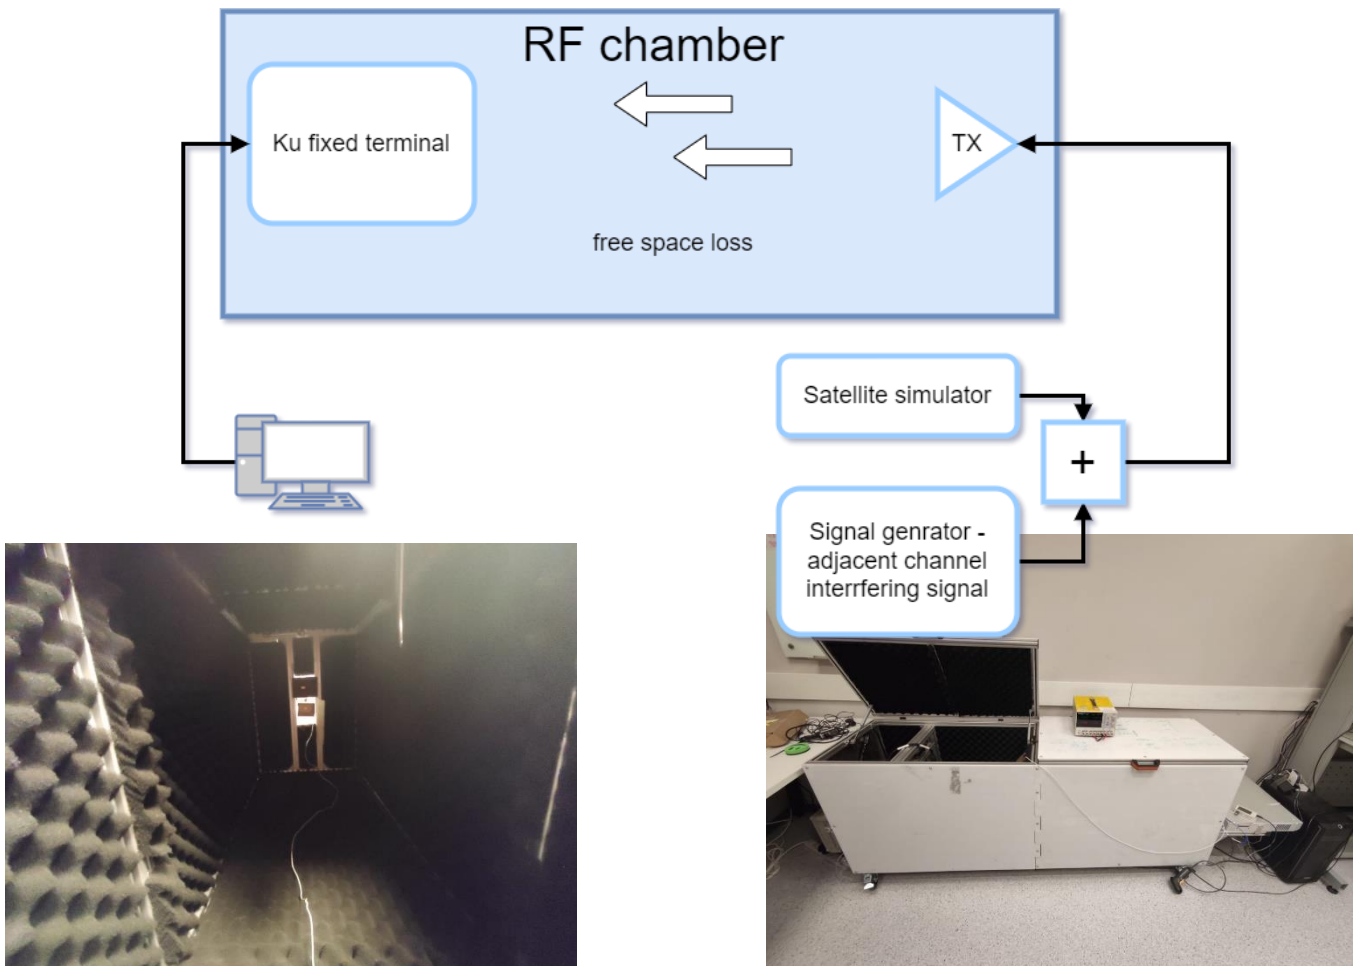 RF chamber
Ku fixed terminal
TX
free space loss
Satellite simulator
+
Signal genrator -
adjacent channel
interrfering signal